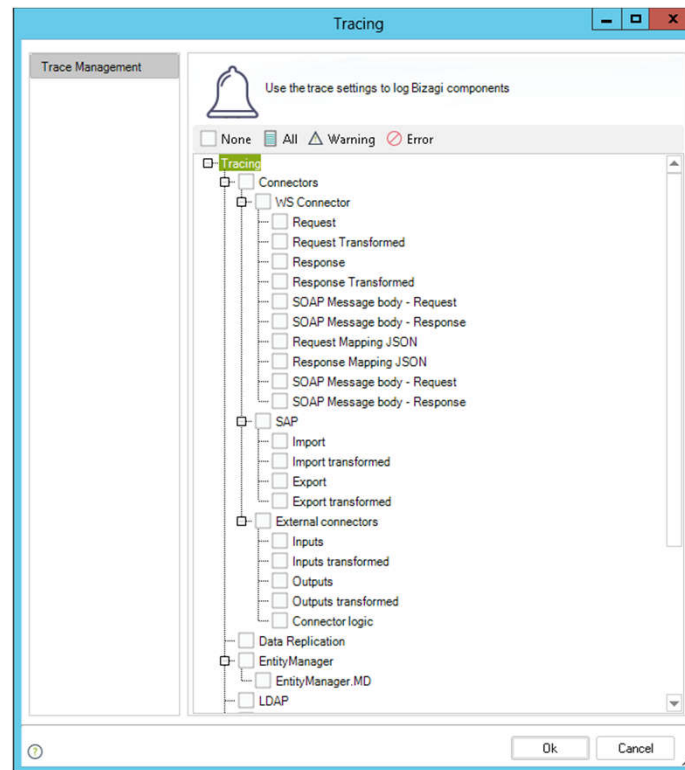 Tracing
Trace Management
Use the trace settings to log Bizagi components
None All Warning Error
Tracing
Connectors
WS Connector
Request
Request Transformed
Response
Response Transformed
SOAP Message body - Request
SOAP Message body - Response
Request Mapping JSON
Response Mapping JSON
SOAP Message body - Request
SOAP Message body - Response
SAP
Import
Import transformed
Export
Export transformed
External connectors
Inputs
Inputs transformed
Outputs
Outputs transformed
Connector logic
Data Replication
EntityManager
EntityManager.MD
LDAP
Ok Cancel